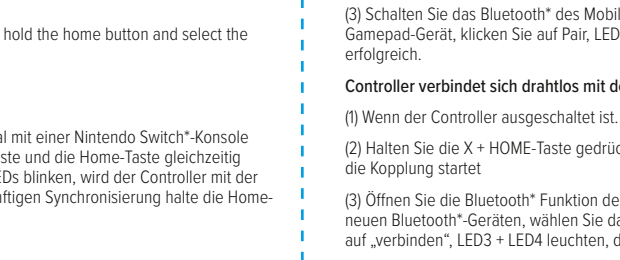 hold the home button and select the
al mit einer Nintendo Switch*-Konsole
ste und die Home-Taste gleichzeitig
EDs blinken, wird der Controller mit der
ftigen Synchronisierung halte die Home-
(3) Schalten Sie das Bluetooth* des Mobil
Gamepad-Gerät, klicken Sie auf Pair, LED
erfolgreich.
Controller verbindet sich drahtlos mit de
(1) Wenn der Controller ausgeschaltet ist.
(2) Halten Sie die X + HOME-Taste gedrüc
die Kopplung startet
(3) Öffnen Sie die Bluetooth* Funktion de
neuen Bluetooth*-Geräten, wählen Sie da
auf „verbinden“, LED3 + LED4 leuchten, d